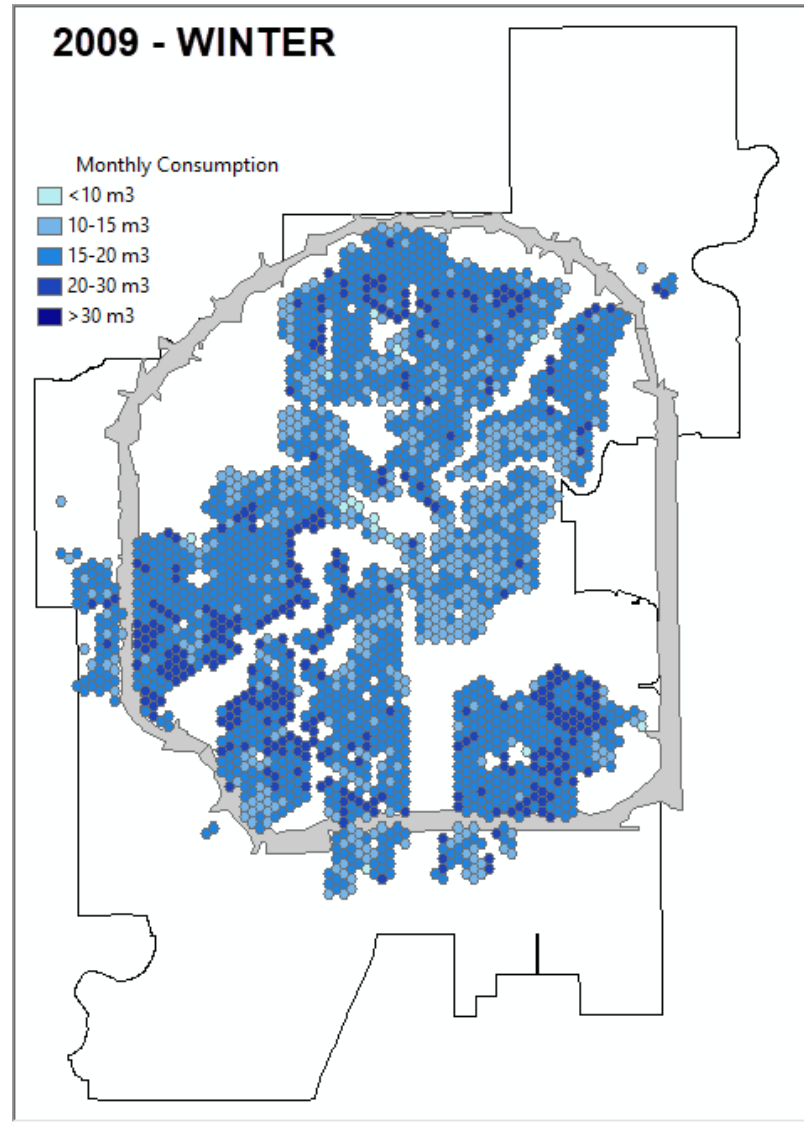 2009 - WINTER
Monthly Consumption
<10 m3
10-15 m3
15-20 m3
20-30 m3
>30 m3